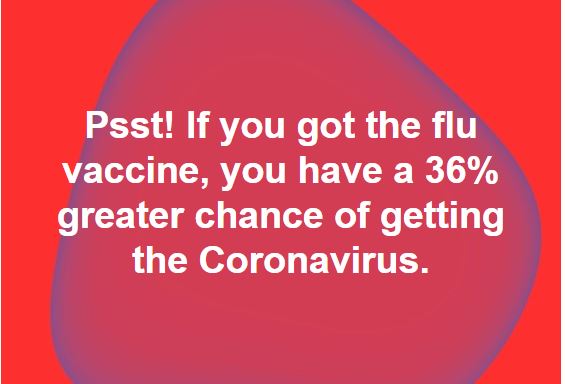 Psst! If you got the flu
vaccine, you have a 36%
greater chance of getting
the Coronavirus.